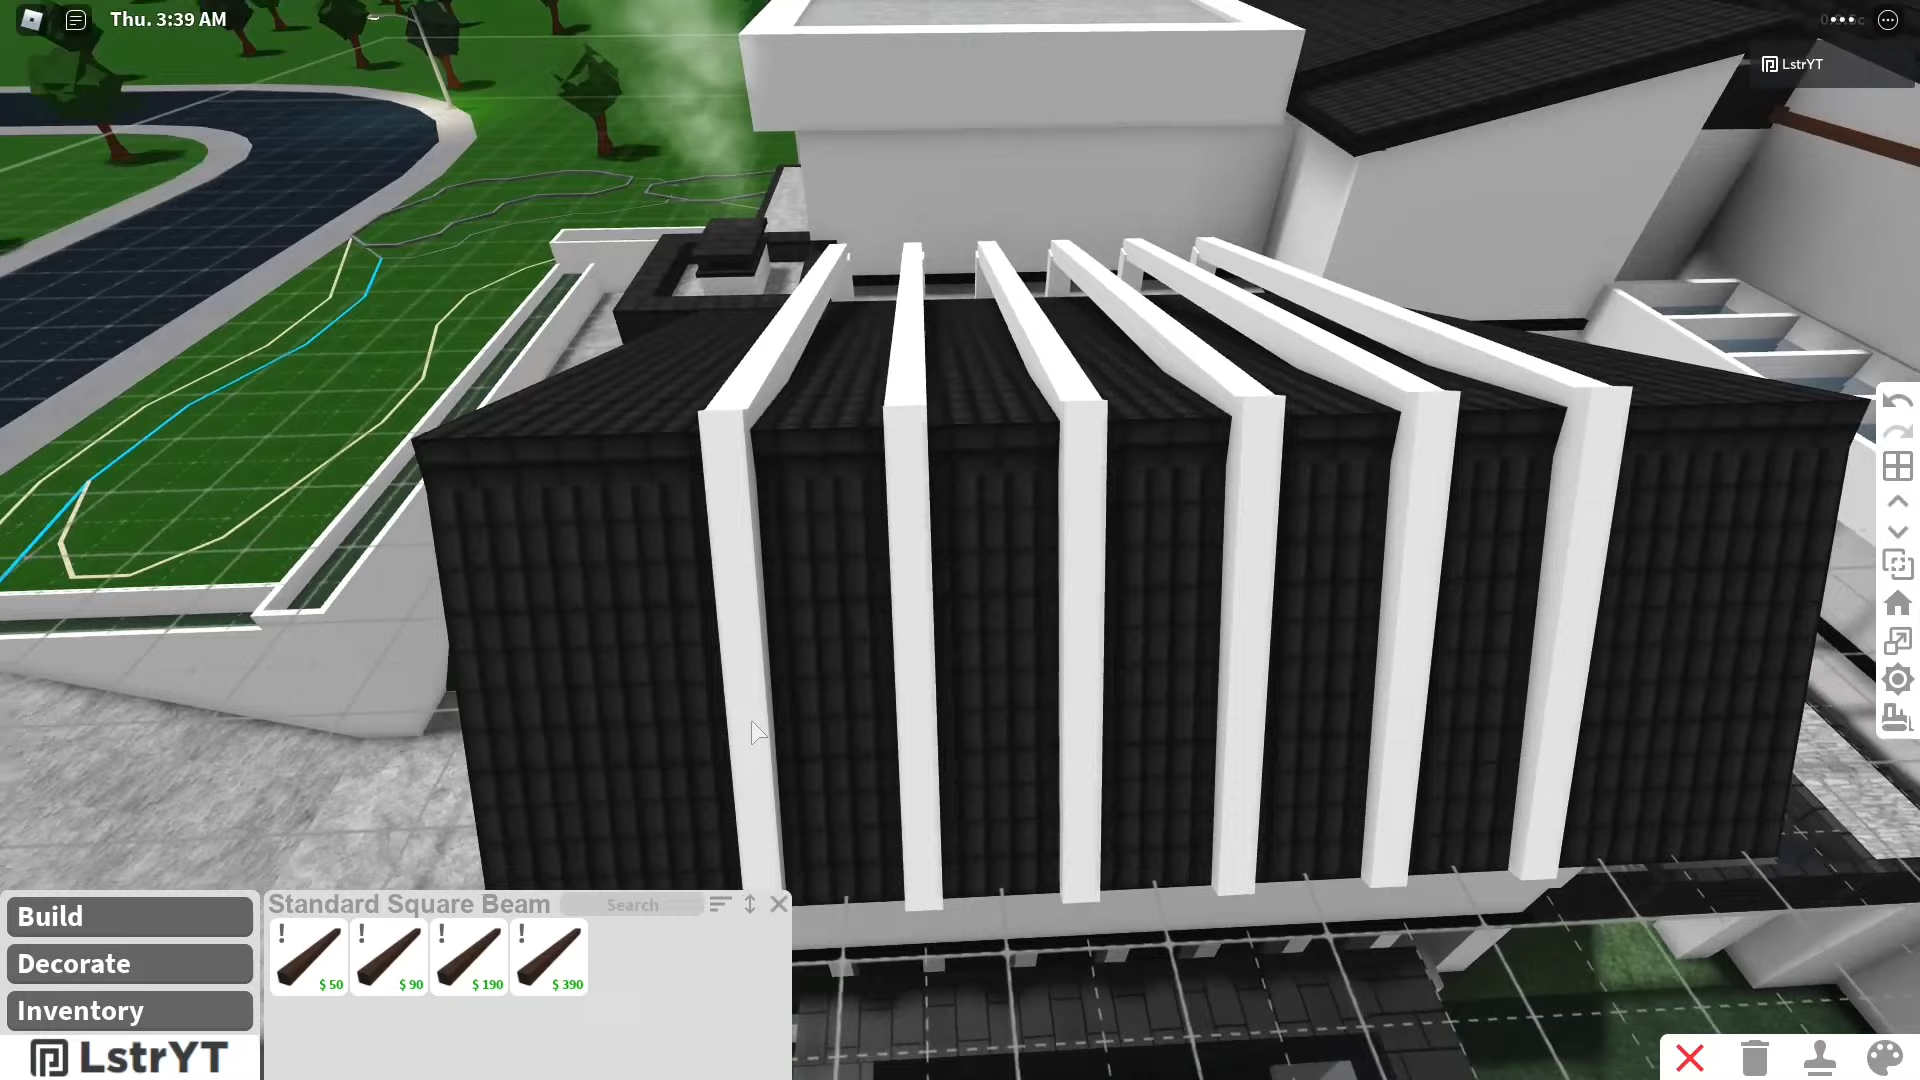 Thu. 3:39 AM
LstrYT
Standard Square Beam
Search
! ! ! !
$ 50 $ 90 $ 190 $ 390
Build
Decorate
Inventory
LstrYT